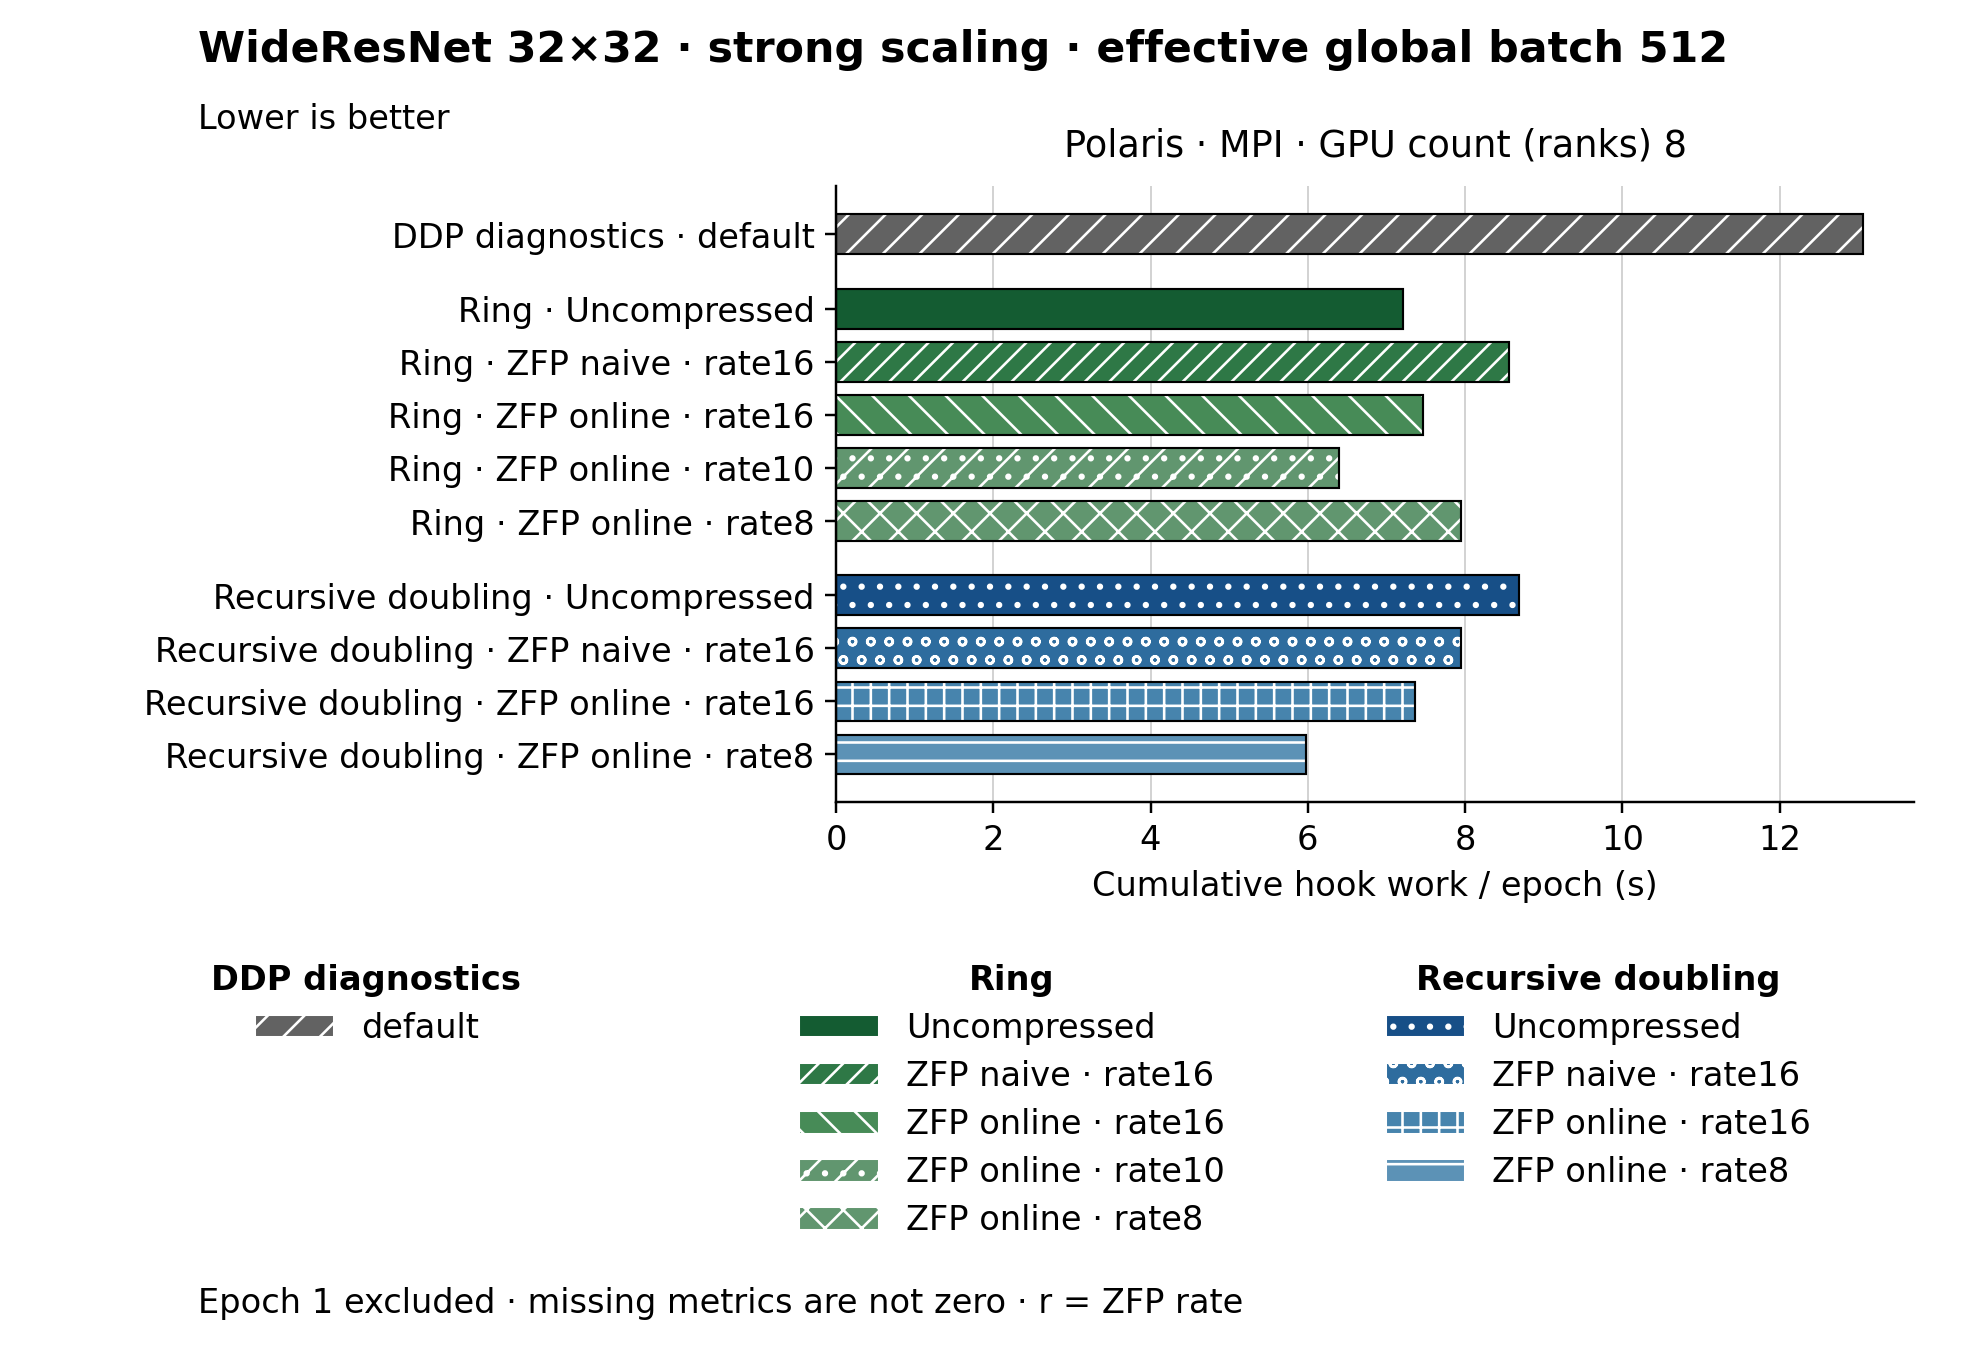 WideResNet 32×32 · strong scaling · effective global batch 512
Lower is better
Polaris · MPI · GPU count (ranks) 8
DDP diagnostics · default
Ring · Uncompressed
Ring · ZFP naive · rate16
Ring · ZFP online · rate16
Ring · ZFP online · rate10
Ring · ZFP online · rate8
Recursive doubling · Uncompressed
Recursive doubling · ZFP naive · rate16
Recursive doubling · ZFP online · rate16
Recursive doubling · ZFP online · rate8
0 2 4 6 8 10 12
Cumulative hook work / epoch (s)
DDP diagnostics
default
Ring
Uncompressed
ZFP naive · rate16
ZFP online · rate16
ZFP online · rate10
ZFP online · rate8
Recursive doubling
Uncompressed
ZFP naive · rate16
ZFP online · rate16
ZFP online · rate8
Epoch 1 excluded · missing metrics are not zero · r = ZFP rate